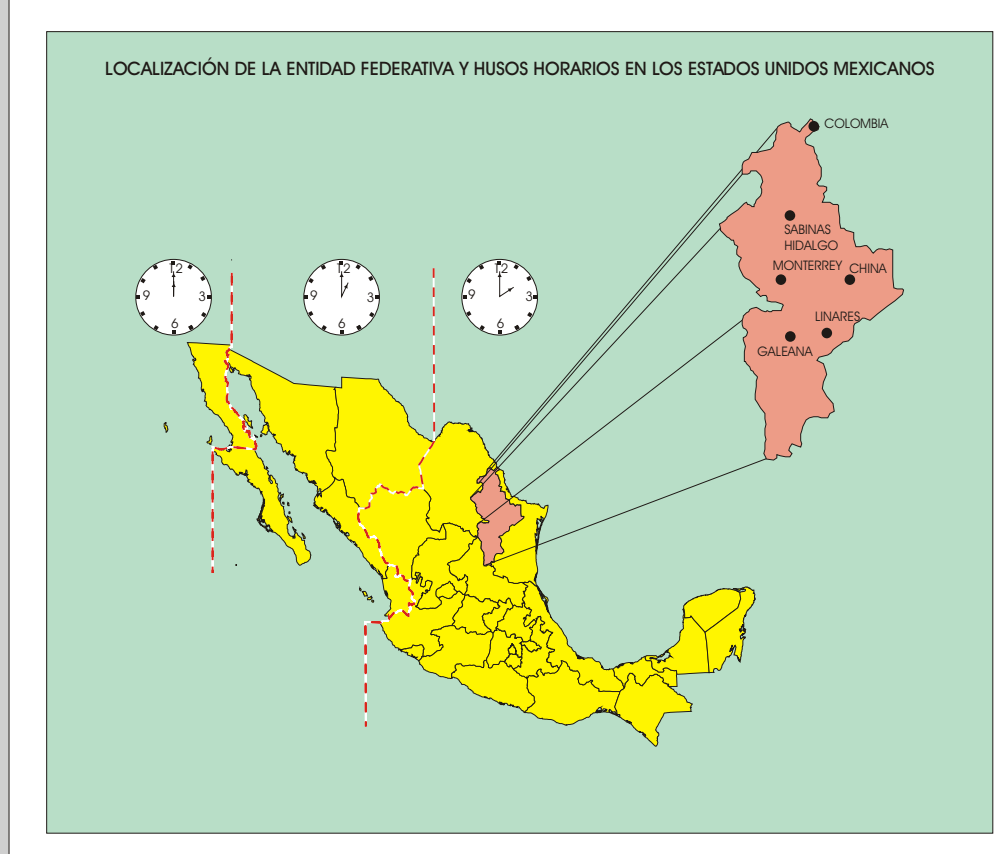 LOCALIZACIÓN DE LA ENTIDAD FEDERATIVA Y HUSOS HORARIOS EN LOS ESTADOS UNIDOS MEXICANOS
COLOMBIA
SABINAS
HIDALGO
MONTERREY
CHINA
LINARES
GALEANA
12
9
3
6
12
9
3
6
12
9
3
6